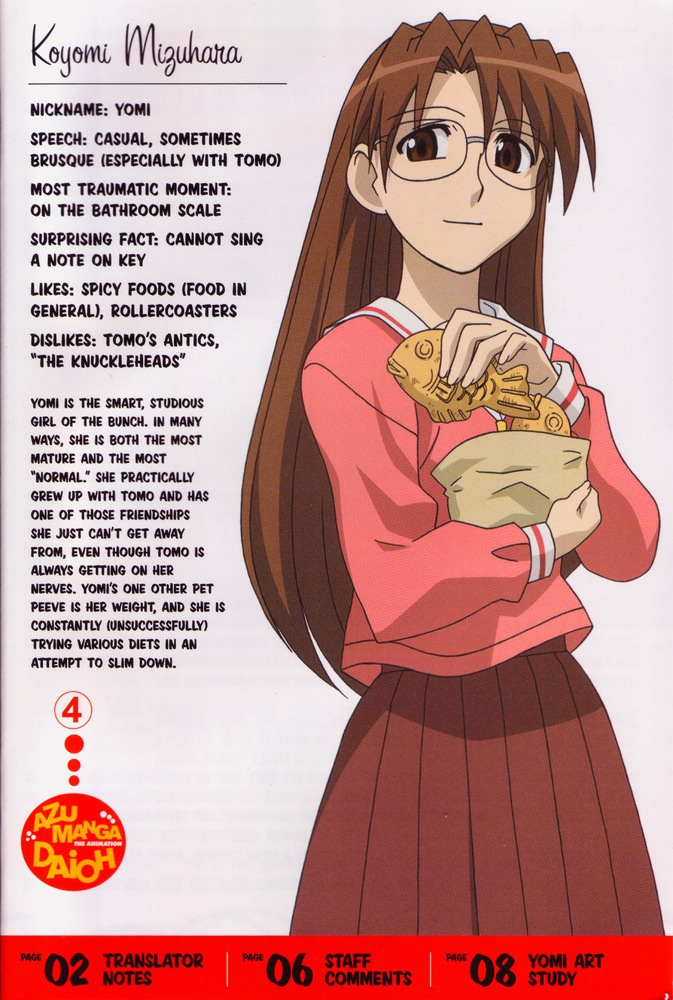 Koyomi Mizuhara
NICKNAME: YOMI
SPEECH: CASUAL, SOMETIMES
BRUSQUE (ESPECIALLY WITH TOMO)
MOST TRAUMATIC MOMENT:
ON THE BATHROOM SCALE
SURPRISING FACT: CANNOT SING
A NOTE ON KEY
LIKES: SPICY FOODS (FOOD IN
GENERAL), ROLLERCOASTERS
DISLIKES: TOMO'S ANTICS,
"THE KNUCKLEHEADS"
YOMI IS THE SMART, STUDIOUS
GIRL OF THE BUNCH. IN MANY
WAYS, SHE IS BOTH THE MOST
MATURE AND THE MOST
"NORMAL." SHE PRACTICALLY
GREW UP WITH TOMO AND HAS
ONE OF THOSE FRIENDSHIPS
SHE JUST CAN'T GET AWAY
FROM, EVEN THOUGH TOMO IS
ALWAYS GETTING ON HER
NERVES. YOMI'S ONE OTHER PET
PEEVE IS HER WEIGHT, AND SHE IS
CONSTANTLY (UNSUCCESSFULLY)
TRYING VARIOUS DIETS IN AN
ATTEMPT TO SLIM DOWN.
4
AZU
MANGA
THE ANIMATION
DAIOH
PAGE 02 TRANSLATOR NOTES
PAGE 06 STAFF COMMENTS
PAGE 08 YOMI ART STUDY